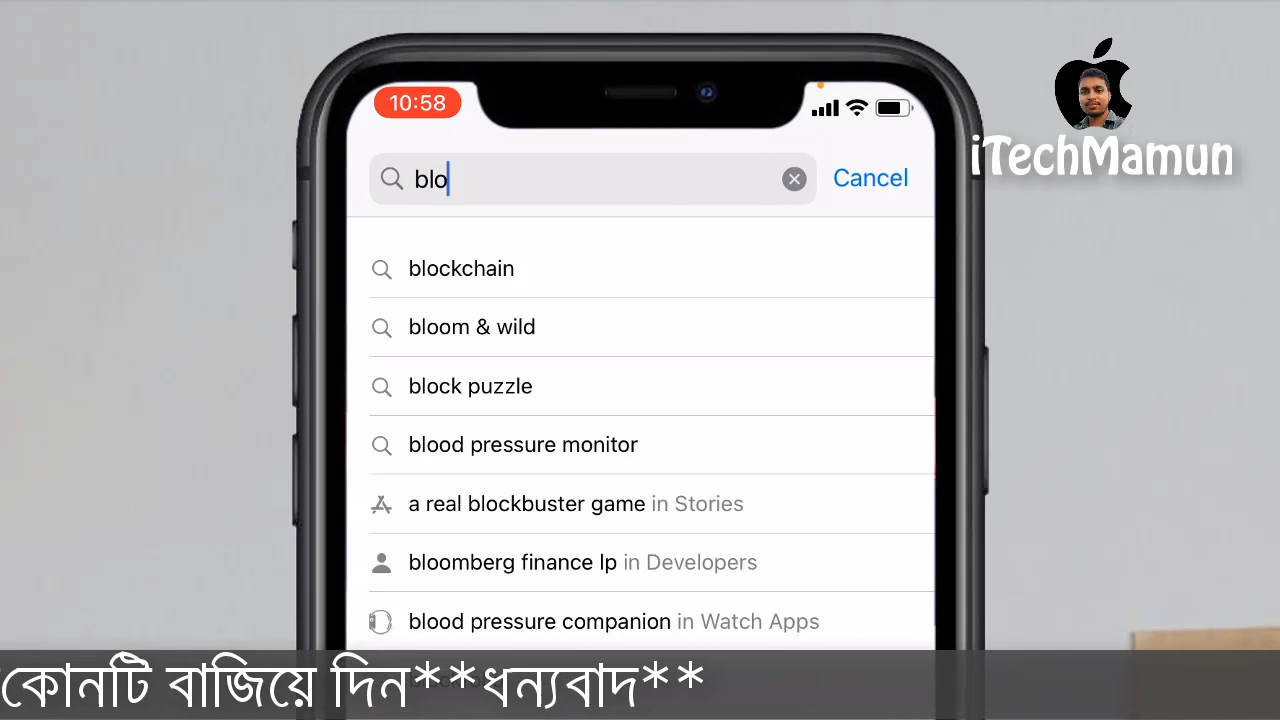 10:58
iTechMamun
blo
Cancel
blockchain
bloom & wild
block puzzle
blood pressure monitor
a real blockbuster game in Stories
bloomberg finance lp in Developers
blood pressure companion in Watch Apps
কোনটি বাজিয়ে দিন**ধন্যবাদ**